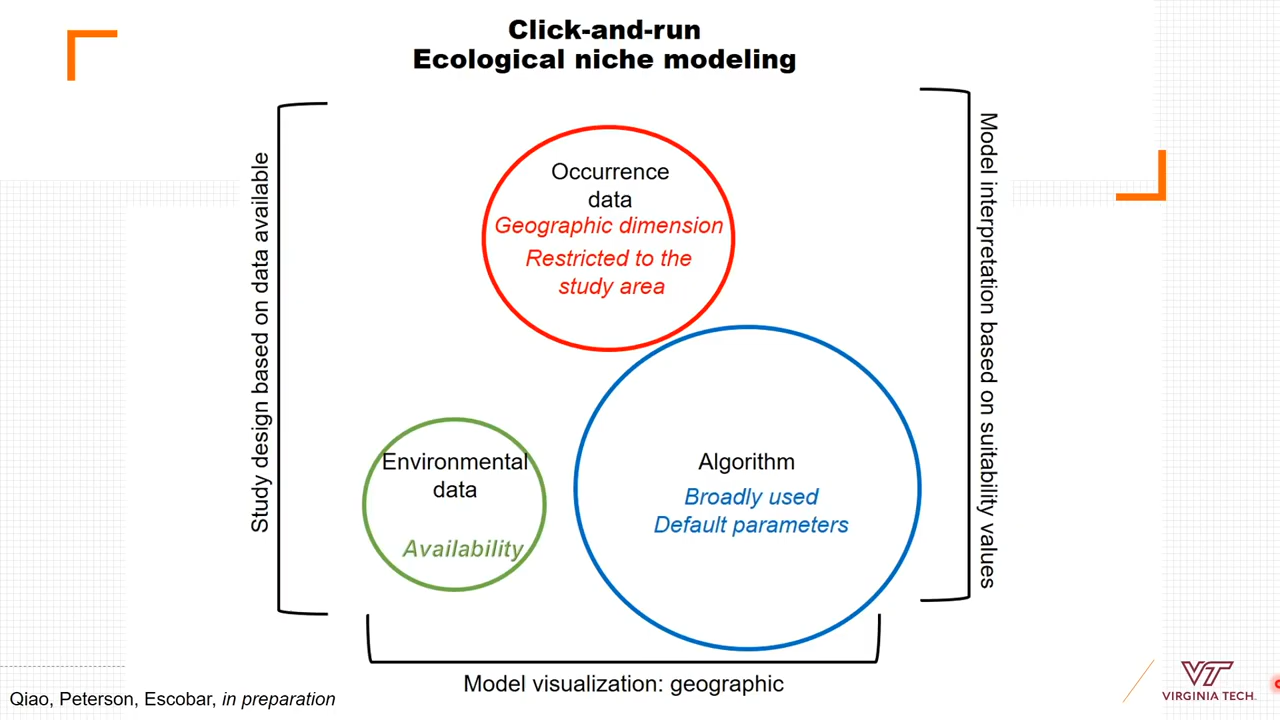 Click-and-run
Ecological niche modeling
Study design based on data available
Occurrence
data
Geographic dimension
Restricted to the
study area
Environmental
data
Availability
Algorithm
Broadly used
Default parameters
Model interpretation based on suitability values
Model visualization: geographic
Qiao, Peterson, Escobar, in preparation
VT
VIRGINIA TECH.